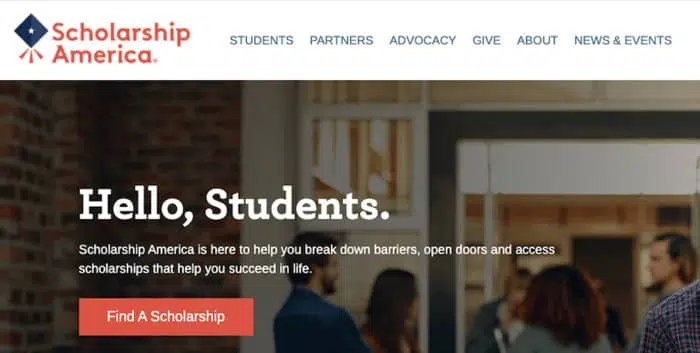 Scholarship
America.
STUDENTS PARTNERS ADVOCACY GIVE ABOUT NEWS & EVENTS
Hello, Students.
Scholarship America is here to help you break down barriers, open doors and access
scholarships that help you succeed in life.
Find A Scholarship